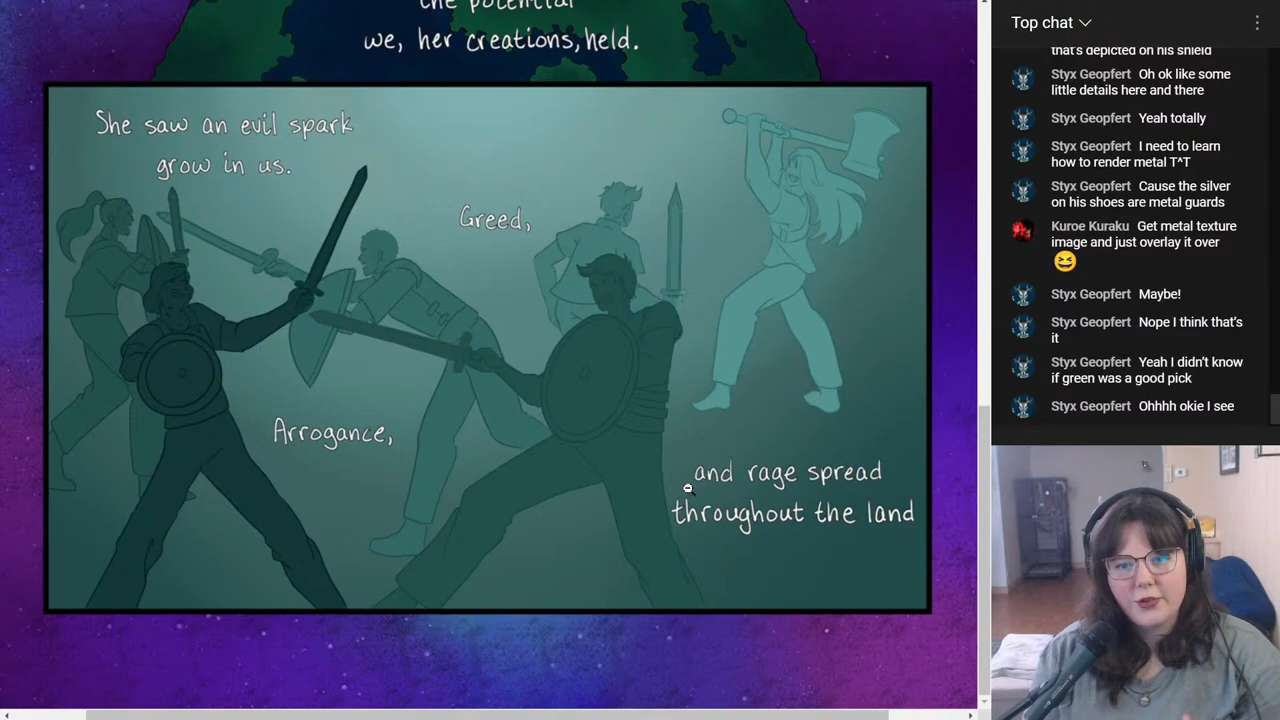 the potential
we, her creations, held.
She saw an evil spark
grow in us.
Greed,
Arrogance,
and rage spread
throughout the land
Top chat
that's depicted on his shield
Styx Geopfert Oh ok like some
little details here and there
Styx Geopfert Yeah totally
Styx Geopfert I need to learn
how to render metal T^T
Styx Geopfert Cause the silver
on his shoes are metal guards
Kuroe Kuraku Get metal texture
image and just overlay it over
Styx Geopfert Maybe!
Styx Geopfert Nope I think that's
it
Styx Geopfert Yeah I didn't know
if green was a good pick
Styx Geopfert Ohhhh okie I see